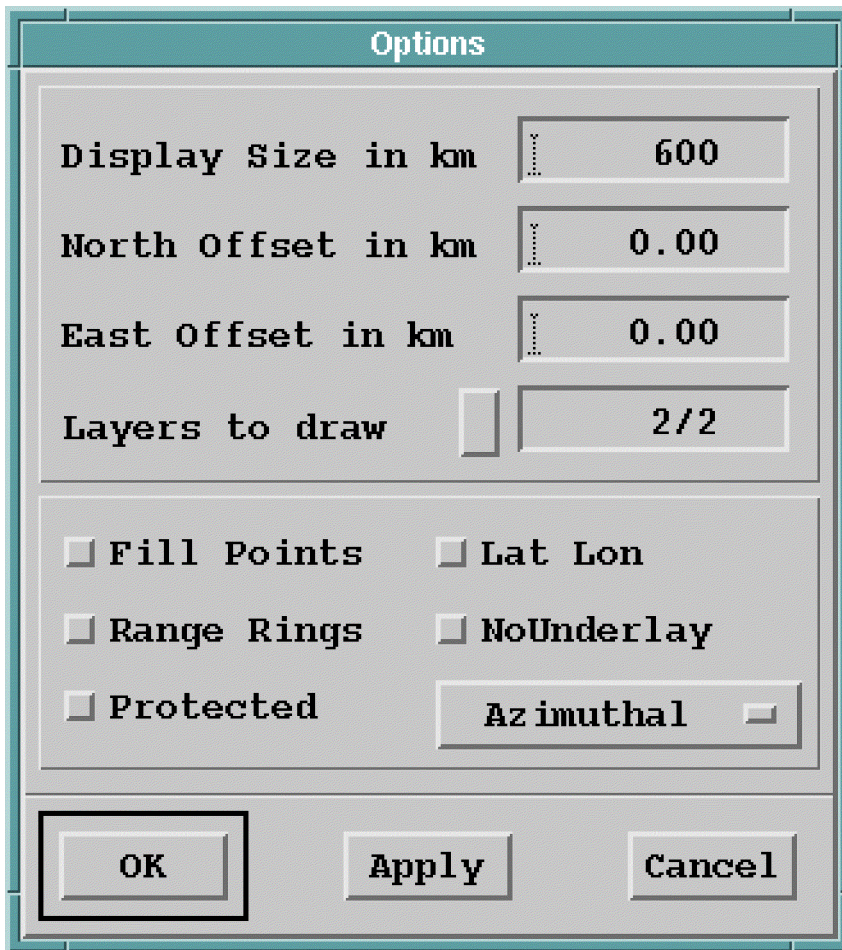 Options
Display Size in km 600
North Offset in km 0.00
East Offset in km 0.00
Layers to draw 2/2
Fill Points Lat Lon
Range Rings NoUnderlay
Protected Azimuthal
OK Apply Cancel